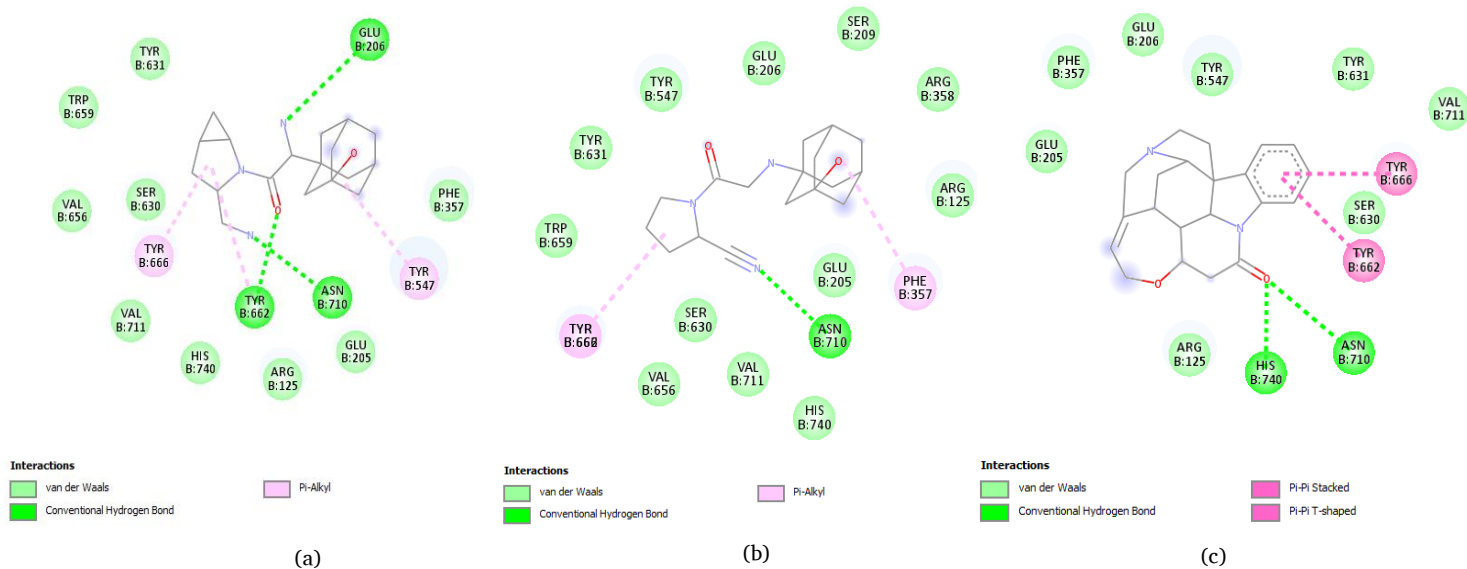 GLU
B:206
TYR
B:631
TRP
B:659
SER
B:630
VAL
B:656
TYR
B:666
PHE
B:357
TYR
B:547
ASN
B:710
TYR
B:662
VAL
B:711
HIS
B:740
ARG
B:125
GLU
B:205
N
N
O
O
N
Interactions
van der Waals
Conventional Hydrogen Bond
Pi-Alkyl
(a)
SER
B:209
GLU
B:206
TYR
B:547
ARG
B:358
TYR
B:631
ARG
B:125
TRP
B:659
GLU
B:205
PHE
B:357
SER
B:630
ASN
B:710
TYR
VAL
B:656
VAL
B:711
HIS
B:740
O
N
O
N
N
Interactions
van der Waals
Conventional Hydrogen Bond
Pi-Alkyl
(b)
GLU
B:206
PHE
B:357
TYR
B:547
TYR
B:631
VAL
B:711
GLU
B:205
TYR
B:666
SER
B:630
TYR
B:662
ARG
B:125
HIS
B:740
ASN
B:710
N
N
O
O
Interactions
van der Waals
Conventional Hydrogen Bond
Pi-Pi Stacked
Pi-Pi T-shaped
(c)